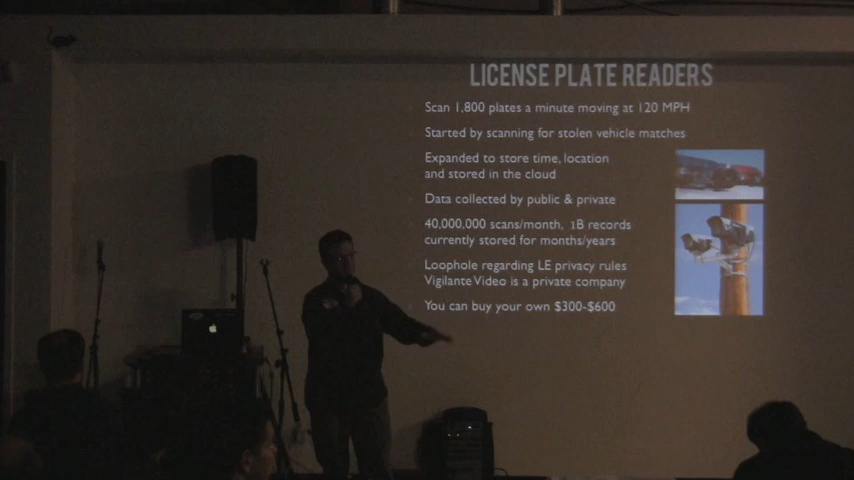 LICENSE PLATE READERS
Scan 1,800 plates a minute moving at 120 MPH
Started by scanning for stolen vehicle matches
Expanded to store time, location
and stored in the cloud
Data collected by public & private
40,000,000 scans/month, 1B records
currently stored for months/years
Loophole regarding LE privacy rules
Vigilante Video is a private company
You can buy your own $300-$600